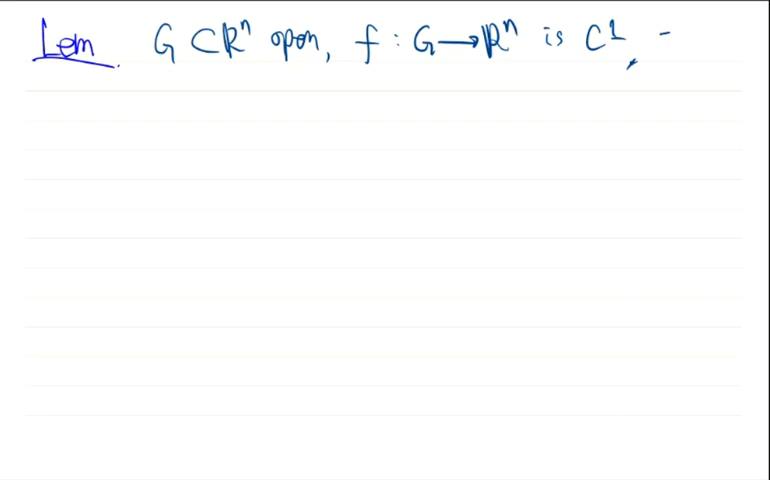 Lem. G ⊂ ℝⁿ open, f : G → ℝⁿ is C¹,